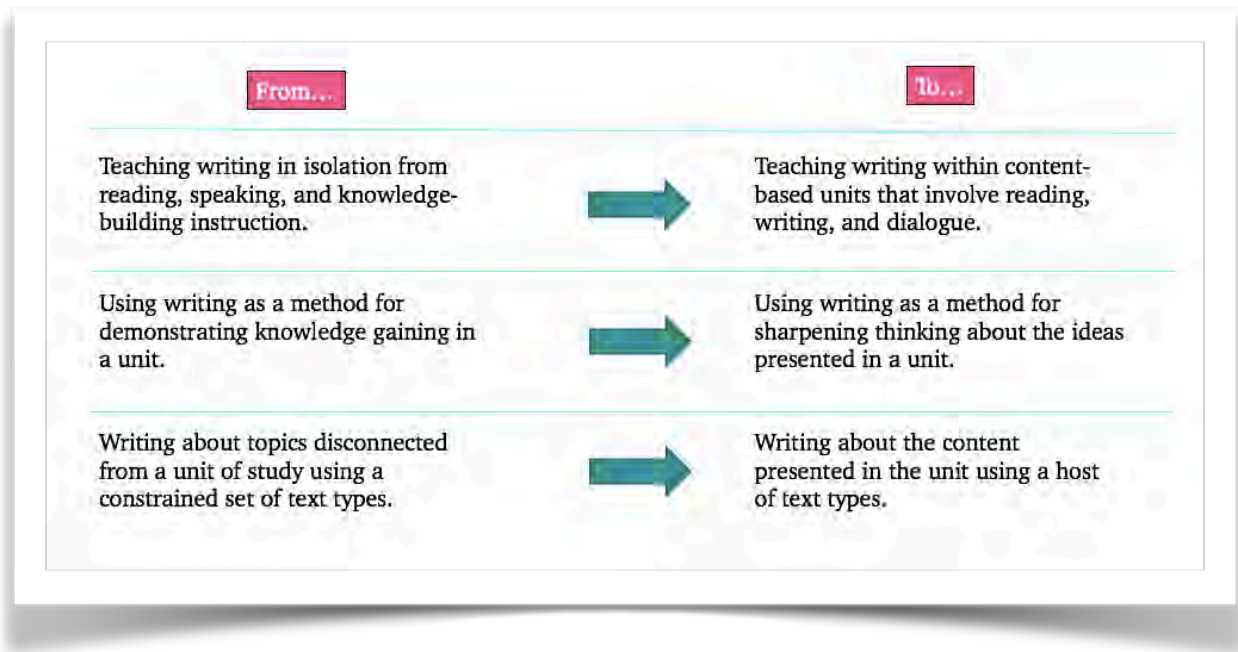 From...
To...
Teaching writing in isolation from
reading, speaking, and knowledge-
building instruction.
Teaching writing within content-
based units that involve reading,
writing, and dialogue.
Using writing as a method for
demonstrating knowledge gaining in
a unit.
Using writing as a method for
sharpening thinking about the ideas
presented in a unit.
Writing about topics disconnected
from a unit of study using a
constrained set of text types.
Writing about the content
presented in the unit using a host
of text types.